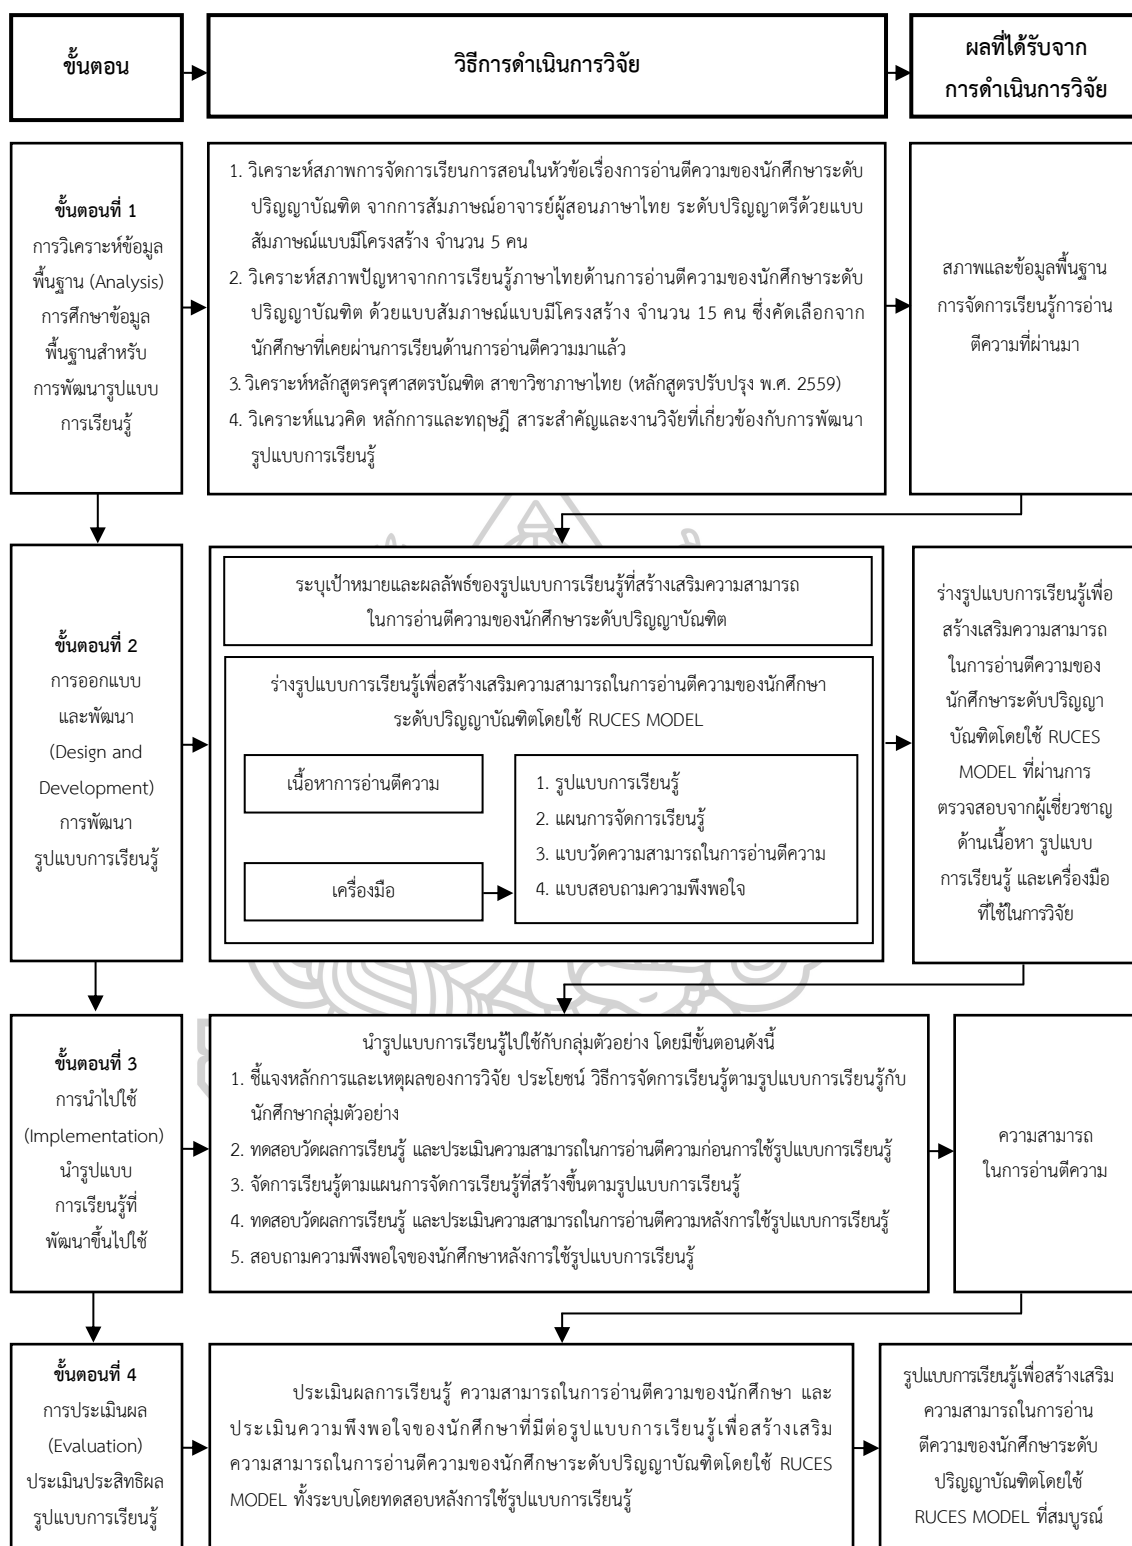 ขั้นตอน
วิธีการดำเนินการวิจัย
ผลที่ได้รับจาก
การดำเนินการวิจัย
ขั้นตอนที่ 1
การวิเคราะห์ข้อมูล
พื้นฐาน (Analysis)
การศึกษาข้อมูล
พื้นฐานสำหรับ
การพัฒนารูปแบบ
การเรียนรู้
1. วิเคราะห์สภาพการจัดการเรียนการสอนในหัวข้อเรื่องการอ่านตีความของนักศึกษาระดับ
ปริญญาบัณฑิต จากการสัมภาษณ์อาจารย์ผู้สอนภาษาไทย ระดับปริญญาตรีด้วยแบบ
สัมภาษณ์แบบมีโครงสร้าง จำนวน 5 คน
2. วิเคราะห์สภาพปัญหาจากการเรียนรู้ภาษาไทยด้านการอ่านตีความของนักศึกษาระดับ
ปริญญาบัณฑิต ด้วยแบบสัมภาษณ์แบบมีโครงสร้าง จำนวน 15 คน ซึ่งคัดเลือกจาก
นักศึกษาที่เคยผ่านการเรียนด้านการอ่านตีความมาแล้ว
3. วิเคราะห์หลักสูตรครุศาสตรบัณฑิต สาขาวิชาภาษาไทย (หลักสูตรปรับปรุง พ.ศ. 2559)
4. วิเคราะห์แนวคิด หลักการและทฤษฎี สาระสำคัญและงานวิจัยที่เกี่ยวข้องกับการพัฒนา
รูปแบบการเรียนรู้
สภาพและข้อมูลพื้นฐาน
การจัดการเรียนรู้การอ่าน
ตีความที่ผ่านมา
ขั้นตอนที่ 2
การออกแบบ
และพัฒนา
(Design and
Development)
การพัฒนา
รูปแบบการเรียนรู้
ระบุเป้าหมายและผลลัพธ์ของรูปแบบการเรียนรู้ที่สร้างเสริมความสามารถ
ในการอ่านตีความของนักศึกษาระดับปริญญาบัณฑิต
ร่างรูปแบบการเรียนรู้เพื่อสร้างเสริมความสามารถในการอ่านตีความของนักศึกษา
ระดับปริญญาบัณฑิตโดยใช้ RUCES MODEL
เนื้อหาการอ่านตีความ
เครื่องมือ
1. รูปแบบการเรียนรู้
2. แผนการจัดการเรียนรู้
3. แบบวัดความสามารถในการอ่านตีความ
4. แบบสอบถามความพึงพอใจ
ร่างรูปแบบการเรียนรู้เพื่อ
สร้างเสริมความสามารถ
ในการอ่านตีความของ
นักศึกษาระดับปริญญา
บัณฑิตโดยใช้ RUCES
MODEL ที่ผ่านการ
ตรวจสอบจากผู้เชี่ยวชาญ
ด้านเนื้อหา รูปแบบ
การเรียนรู้ และเครื่องมือ
ที่ใช้ในการวิจัย
ขั้นตอนที่ 3
การนำไปใช้
(Implementation)
นำรูปแบบ
การเรียนรู้ที่
พัฒนาขึ้นไปใช้
นำรูปแบบการเรียนรู้ไปใช้กับกลุ่มตัวอย่าง โดยมีขั้นตอนดังนี้
1. ชี้แจงหลักการและเหตุผลของการวิจัย ประโยชน์ วิธีการจัดการเรียนรู้ตามรูปแบบการเรียนรู้กับ
นักศึกษากลุ่มตัวอย่าง
2. ทดสอบวัดผลการเรียนรู้ และประเมินความสามารถในการอ่านตีความก่อนการใช้รูปแบบการเรียนรู้
3. จัดการเรียนรู้ตามแผนการจัดการเรียนรู้ที่สร้างขึ้นตามรูปแบบการเรียนรู้
4. ทดสอบวัดผลการเรียนรู้ และประเมินความสามารถในการอ่านตีความหลังการใช้รูปแบบการเรียนรู้
5. สอบถามความพึงพอใจของนักศึกษาหลังการใช้รูปแบบการเรียนรู้
ความสามารถ
ในการอ่านตีความ
ขั้นตอนที่ 4
การประเมินผล
(Evaluation)
ประเมินประสิทธิผล
รูปแบบการเรียนรู้
ประเมินผลการเรียนรู้ ความสามารถในการอ่านตีความของนักศึกษา และ
ประเมินความพึงพอใจของนักศึกษาที่มีต่อรูปแบบการเรียนรู้เพื่อสร้างเสริม
ความสามารถในการอ่านตีความของนักศึกษาระดับปริญญาบัณฑิตโดยใช้ RUCES
MODEL ทั้งระบบโดยทดสอบหลังการใช้รูปแบบการเรียนรู้
รูปแบบการเรียนรู้เพื่อสร้างเสริม
ความสามารถในการอ่าน
ตีความของนักศึกษาระดับ
ปริญญาบัณฑิตโดยใช้
RUCES MODEL ที่สมบูรณ์